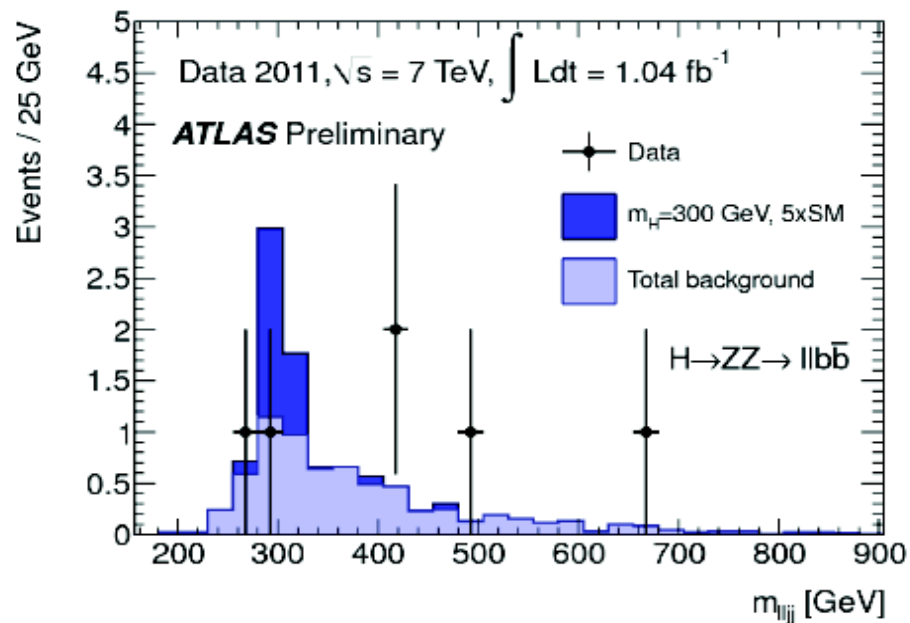 Events / 25 GeV
5
4.5
4
3.5
3
2.5
2
1.5
1
0.5
0
Data 2011,√s = 7 TeV, ∫ Ldt = 1.04 fb⁻¹
ATLAS Preliminary
Data
m_H=300 GeV, 5xSM
Total background
H→ZZ→ llbb̄
200 300 400 500 600 700 800 900
m_lljj [GeV]